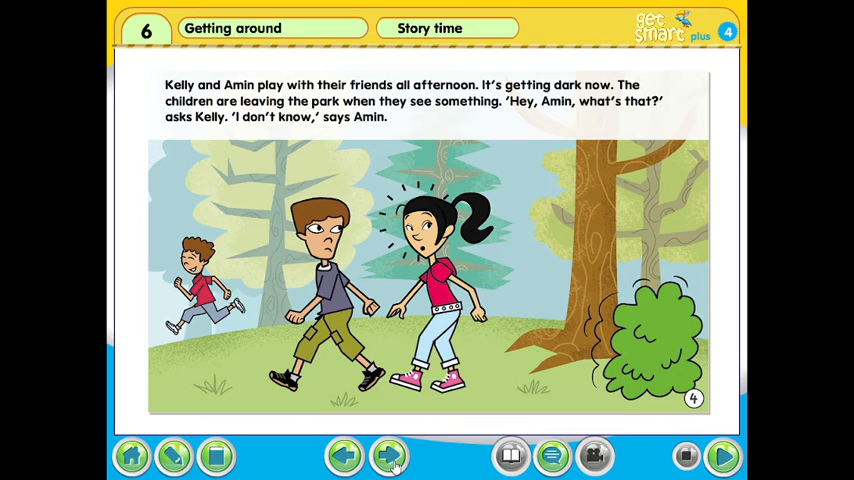 6
Getting around
Story time
get smart plus 4
Kelly and Amin play with their friends all afternoon. It's getting dark now. The
children are leaving the park when they see something. 'Hey, Amin, what's that?'
asks Kelly. 'I don't know,' says Amin.
4